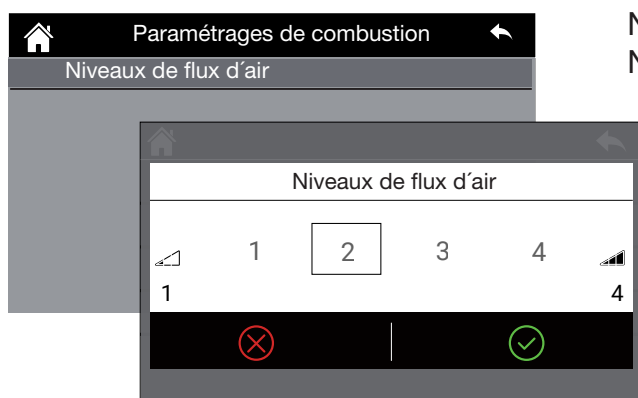 Paramétrages de combustion
Niveaux de flux d´air
Niveaux de flux d´air
1 2 3 4
1 4